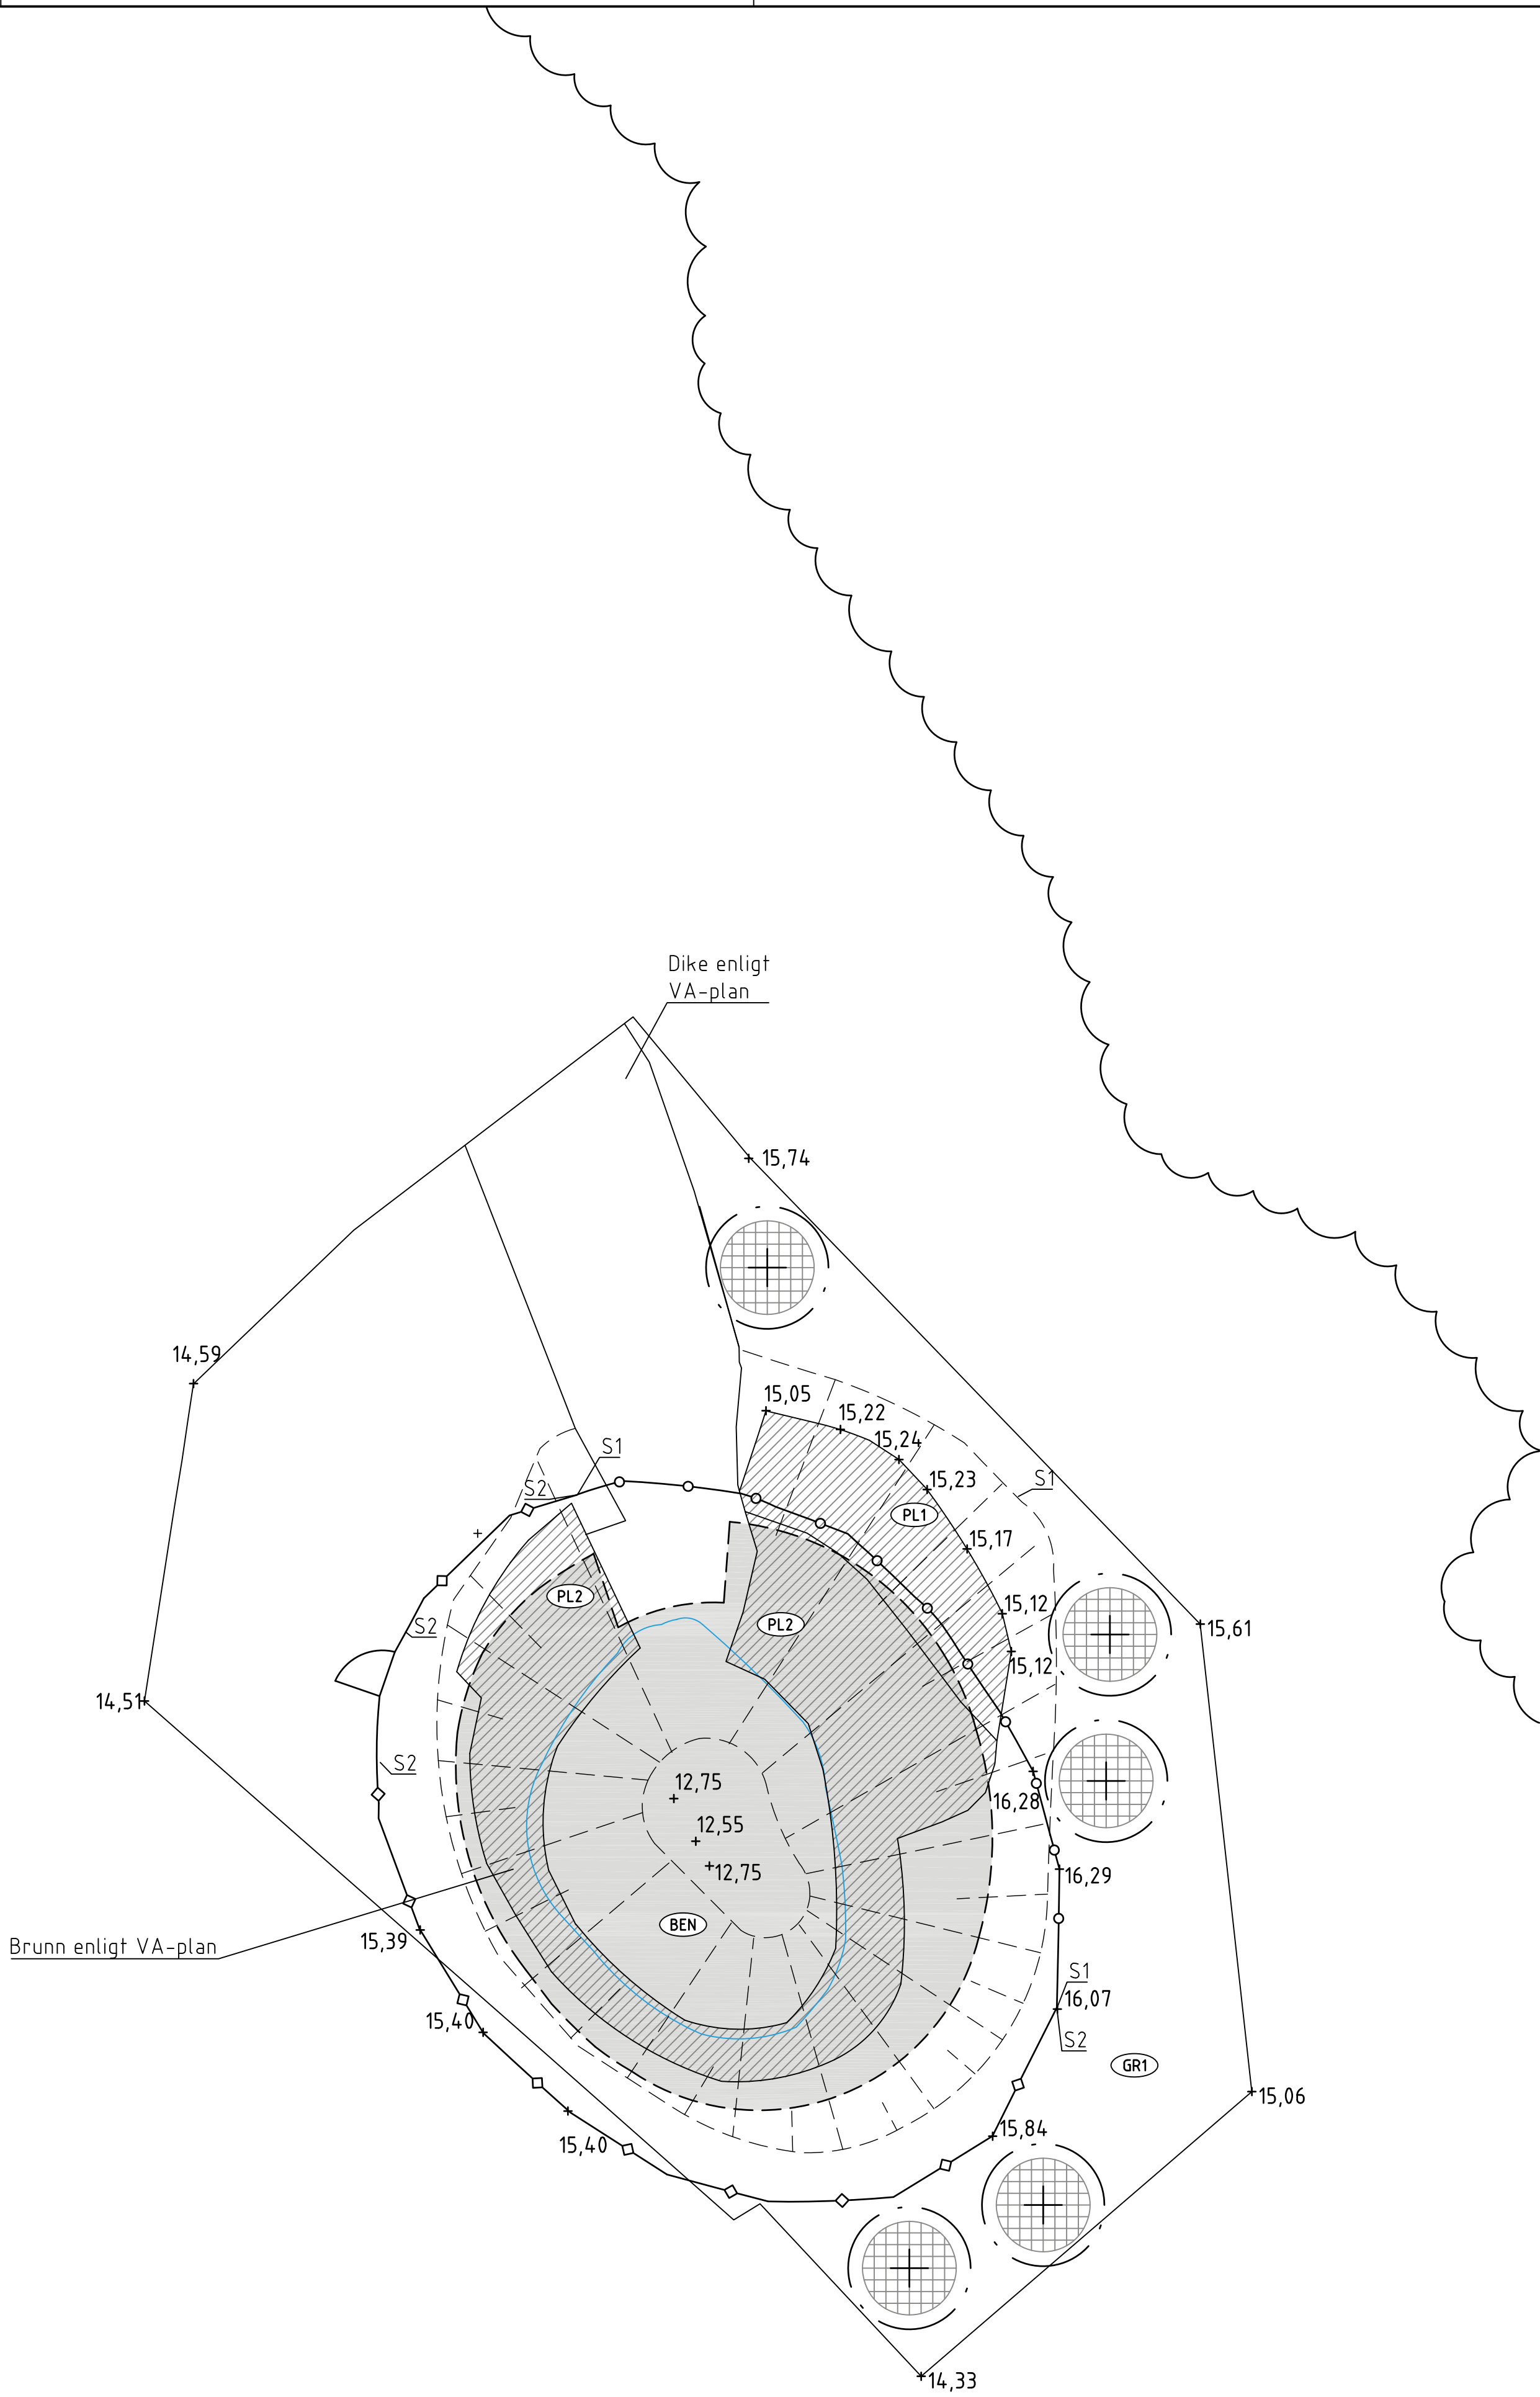 Dike enligt
VA-plan
15,74
14,59
15,05
15,22
15,24
S1
S1
15,23
S2
PL1
15,17
PL2
15,12
PL2
S2
15,61
15,12
14,51
S2
12,75
16,28
12,55
12,75
16,29
BEN
15,39
Brunn enligt VA-plan
S1
16,07
15,40
S2
GR1
15,06
15,84
15,40
14,33